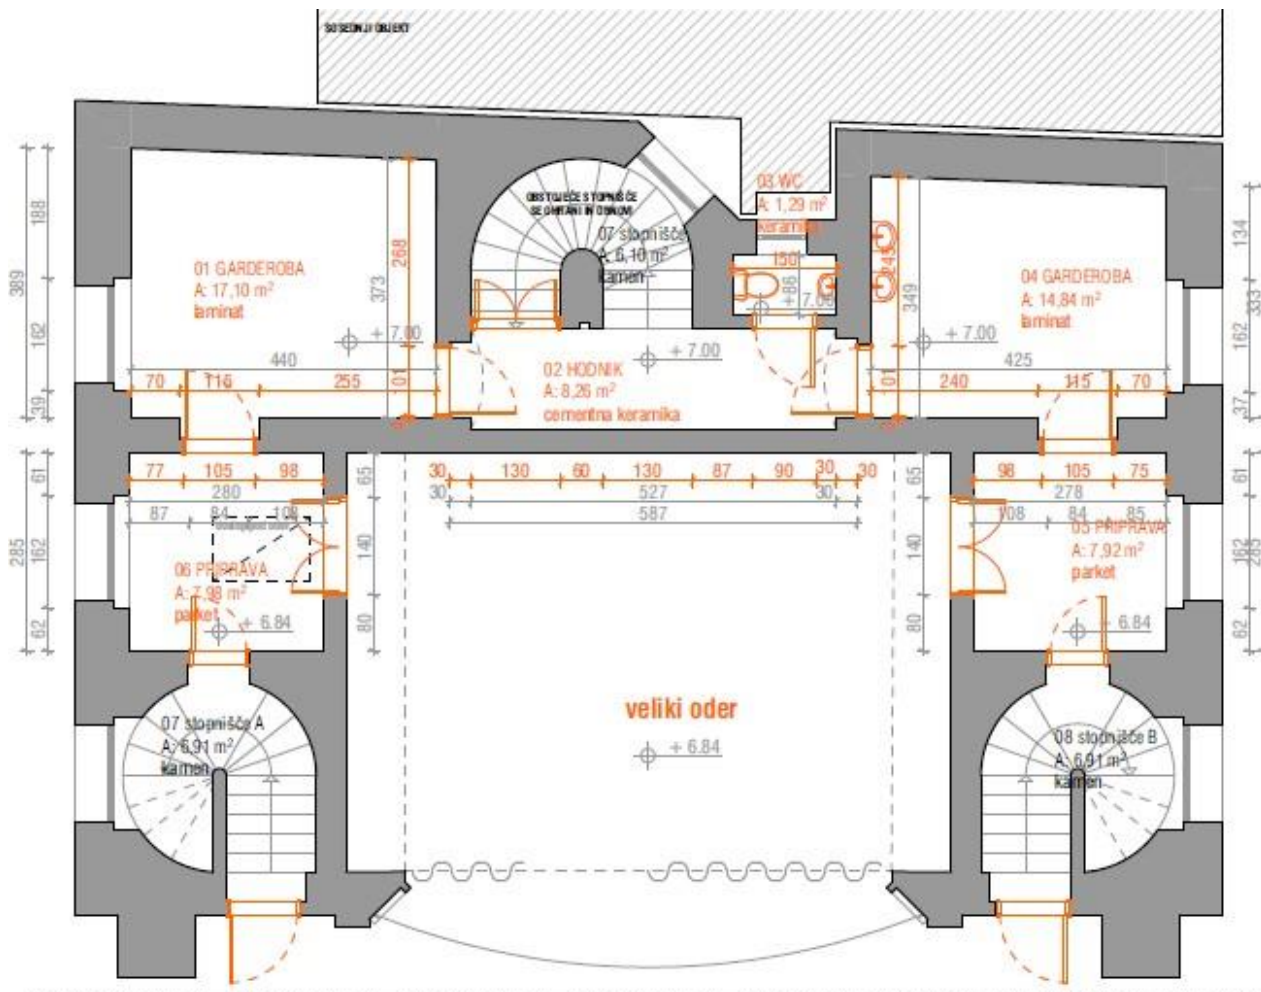 SOSEDNJI OBJEKT
OBSTOJEČE STOPNIŠČE
SE OHRANI IN OBNOVI
07 stopnišče
A: 6,10 m²
kamen
03 WC
A: 1,29 m²
keramika
150
86
+ 7.00
01 GARDEROBA
A: 17,10 m²
laminat
+ 7.00
373
268
101
440
70 116 255
389
188
162
39
02 HODNIK
A: 8,26 m²
cementna keramika
+ 7.00
04 GARDEROBA
A: 14,84 m²
laminat
+ 7.00
245
349
101
425
240 115 70
134
333
162
37
77 105 98
280
87 84 108
30 130 60 130 87 90 30 30
30 527 30
587
98 105 75
278
108 84 85
65
140
80
65
140
80
61
285
162
62
61
162
285
62
06 PRIPRAVA
A: 7,98 m²
parket
+ 6.84
05 PRIPRAVA
A: 7,92 m²
parket
+ 6.84
veliki oder
+ 6.84
07 stopnišče A
A: 6,91 m²
kamen
08 stopnišče B
A: 6,91 m²
kamen